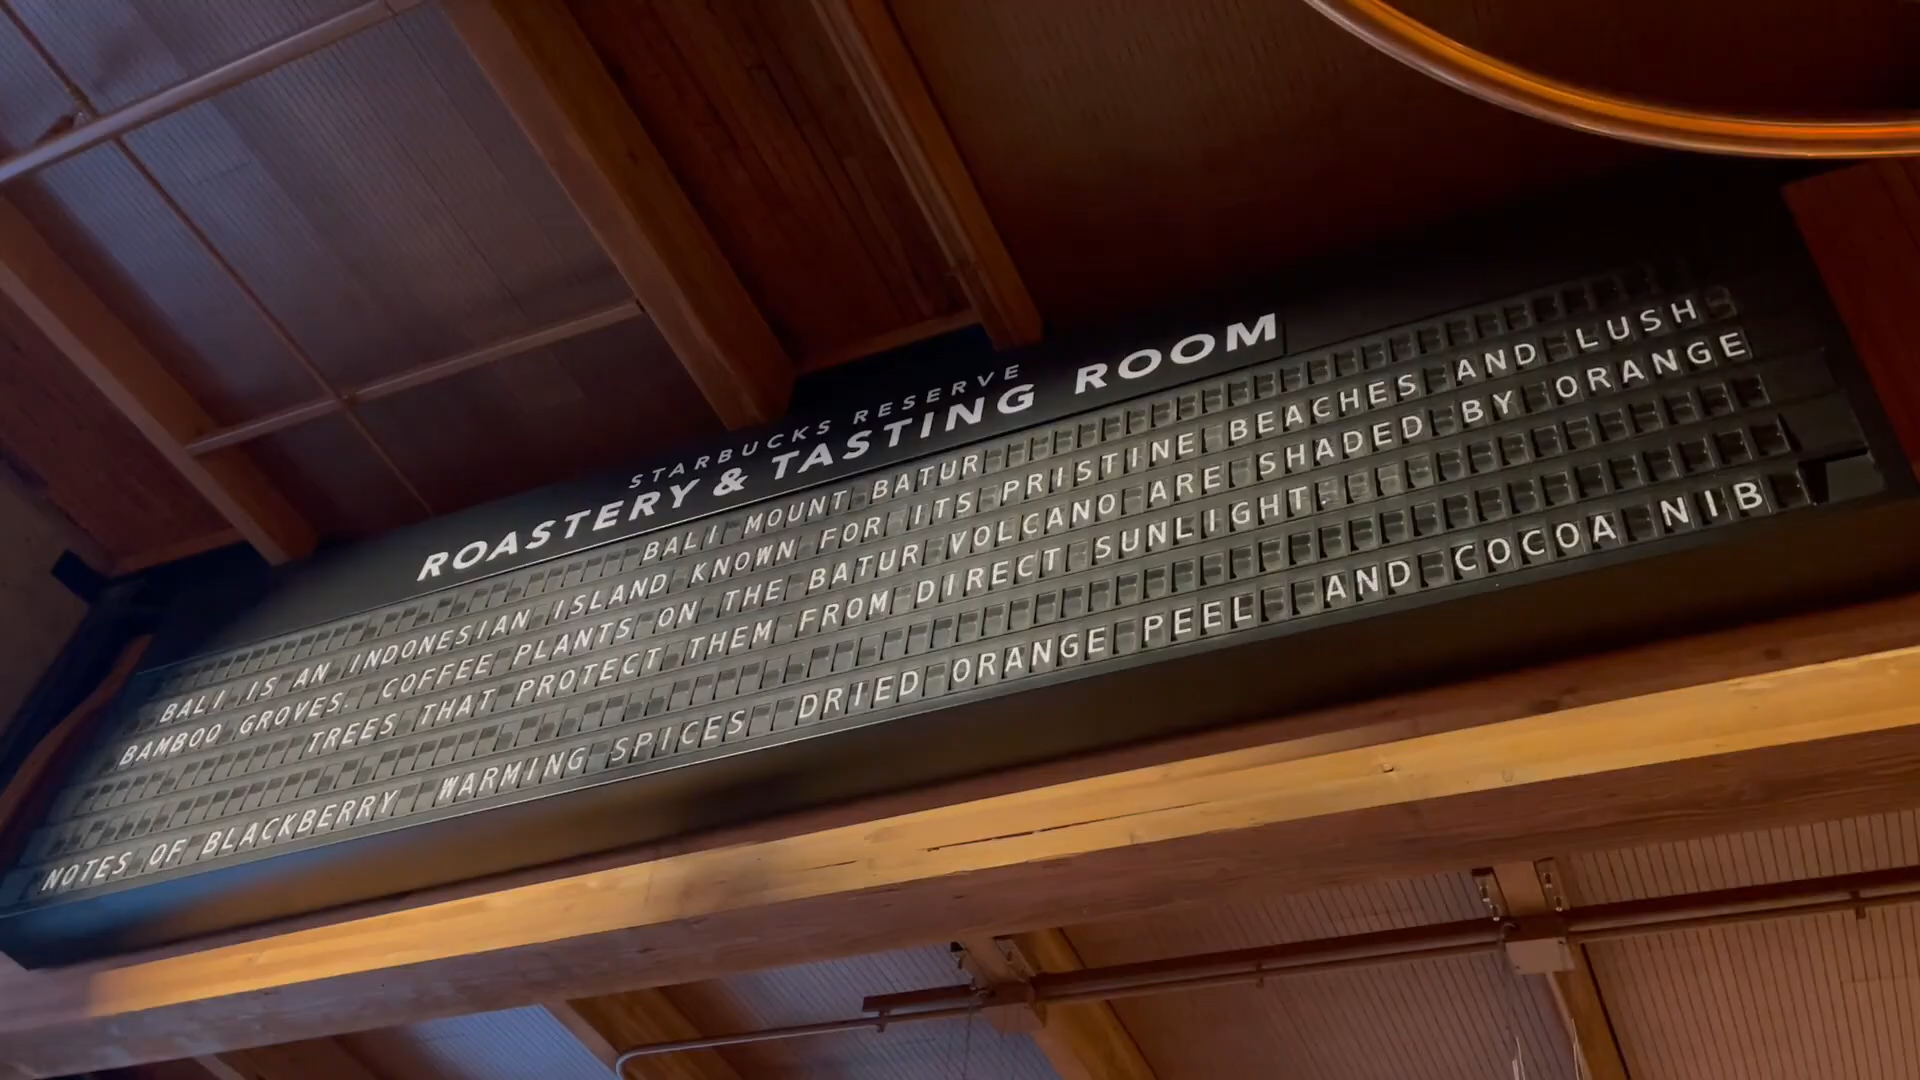 STARBUCKS RESERVE
ROASTERY & TASTING ROOM
BALI MOUNT BATUR
BALI IS AN INDONESIAN ISLAND KNOWN FOR ITS PRISTINE BEACHES AND LUSH
BAMBOO GROVES. COFFEE PLANTS ON THE BATUR VOLCANO ARE SHADED BY ORANGE
TREES THAT PROTECT THEM FROM DIRECT SUNLIGHT.
NOTES OF BLACKBERRY WARMING SPICES DRIED ORANGE PEEL AND COCOA NIB